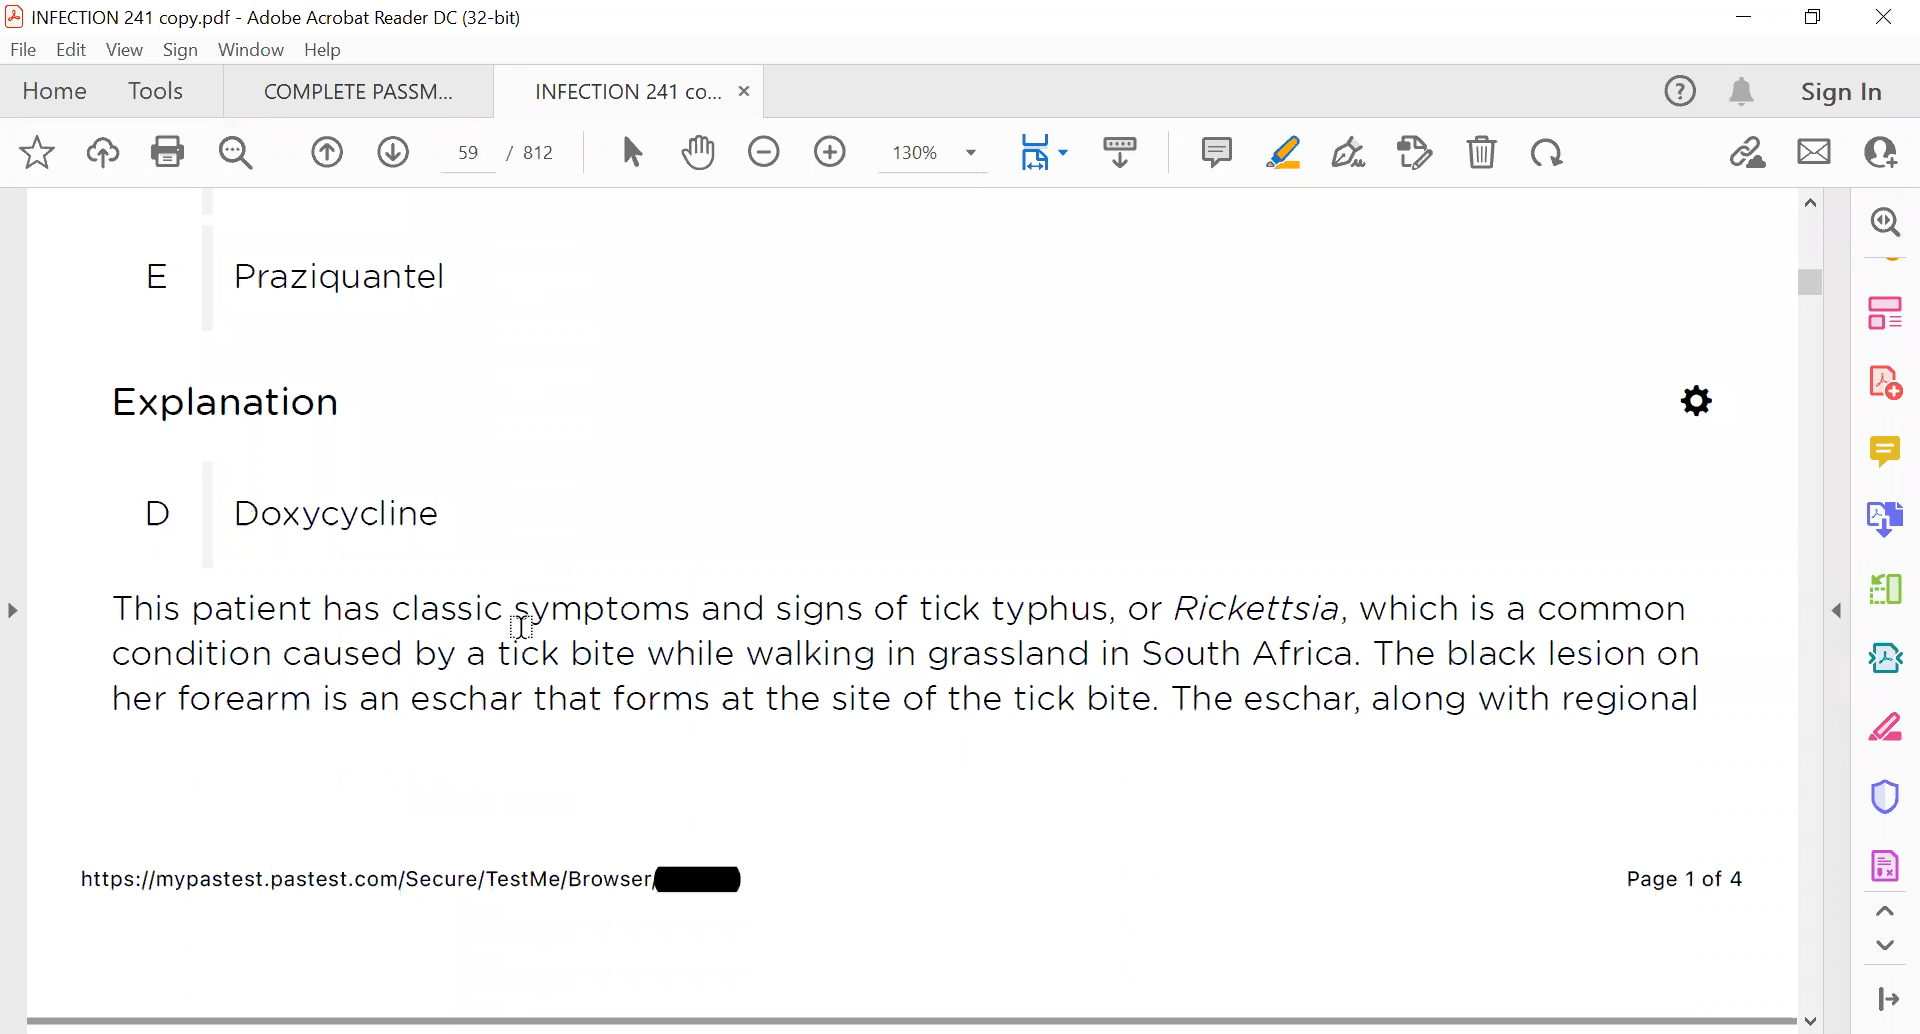 INFECTION 241 copy.pdf - Adobe Acrobat Reader DC (32-bit)
File Edit View Sign Window Help
Home Tools COMPLETE PASSM... INFECTION 241 co... × Sign In
59 / 812 130%
E Praziquantel
Explanation
D Doxycycline
This patient has classic symptoms and signs of tick typhus, or Rickettsia, which is a common
condition caused by a tick bite while walking in grassland in South Africa. The black lesion on
her forearm is an eschar that forms at the site of the tick bite. The eschar, along with regional
https://mypastest.pastest.com/Secure/TestMe/Browser/ Page 1 of 4